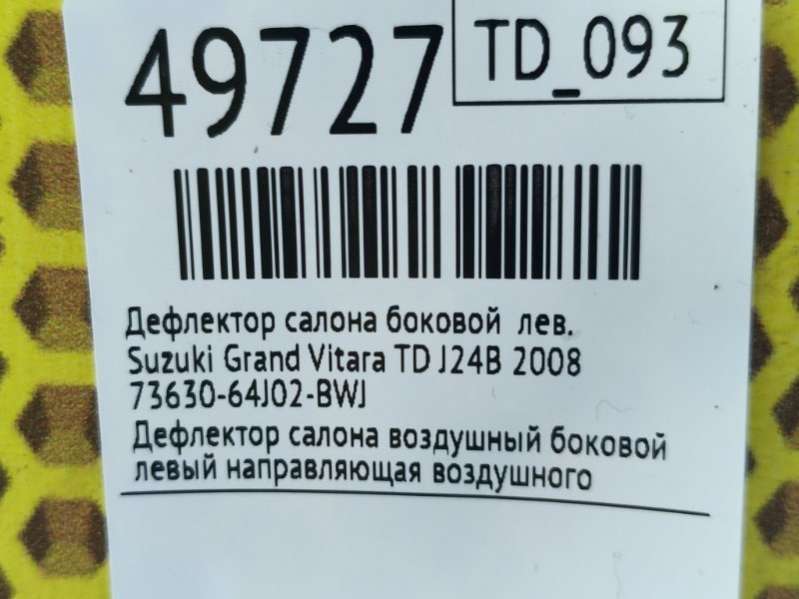 49727
TD_093
Дефлектор салона боковой лев.
Suzuki Grand Vitara TD J24B 2008
73630-64J02-BWJ
Дефлектор салона воздушный боковой
левый направляющая воздушного